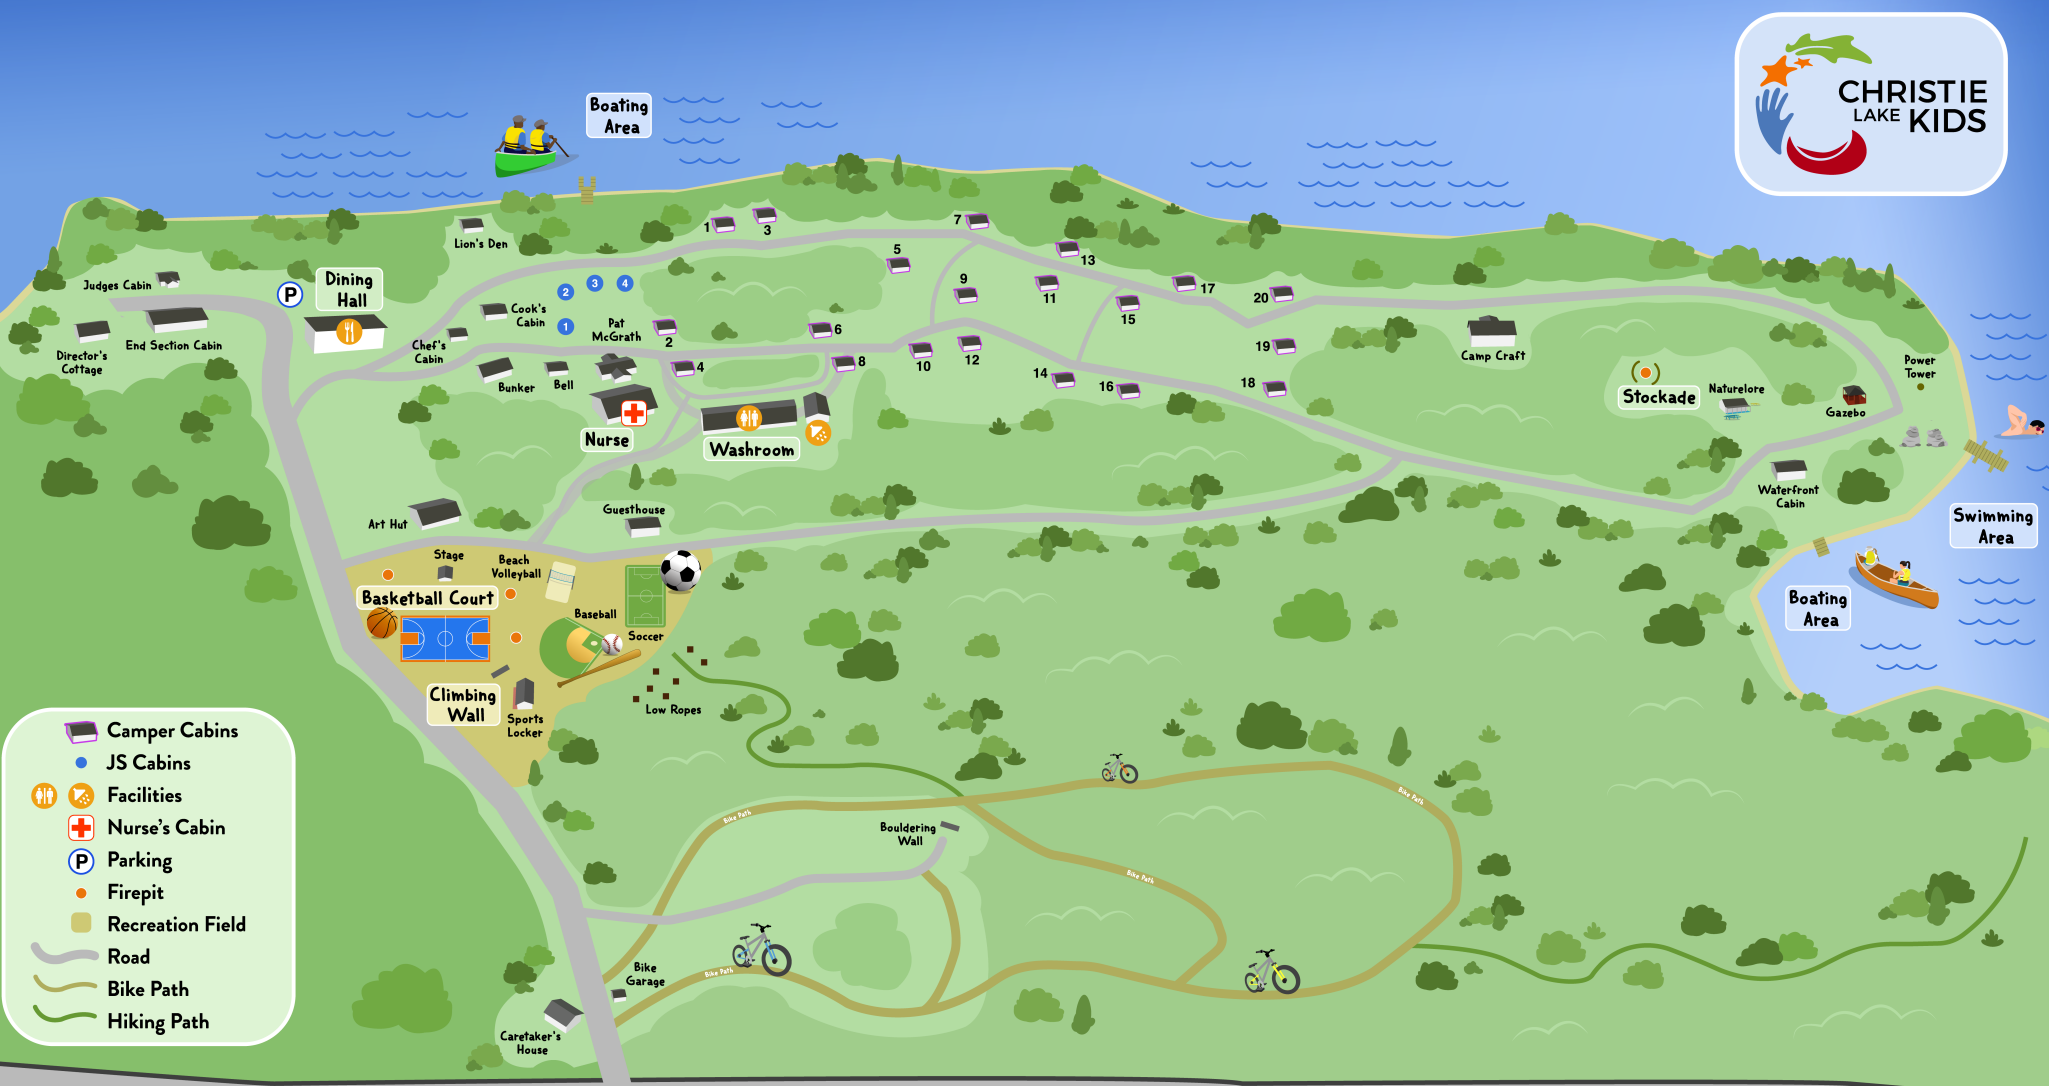 CHRISTIE
LAKE KIDS
Boating
Area
Lion's Den
1
3
7
5
13
Judges Cabin
P
Dining
Hall
2
3
4
9
11
17
20
15
Cook's
Cabin
1
Pat
McGrath
2
6
End Section Cabin
Director's
Cottage
Chef's
Cabin
Bunker
Bell
4
8
10
12
19
14
16
18
Camp Craft
Power
Tower
Stockade
Naturelore
Gazebo
Nurse
Washroom
Waterfront
Cabin
Swimming
Area
Art Hut
Guesthouse
Stage
Beach
Volleyball
Basketball Court
Baseball
Soccer
Boating
Area
Climbing
Wall
Sports
Locker
Low Ropes
Bike Path
Bike Path
Bouldering
Wall
Bike Path
Bike Path
Bike
Garage
Caretaker's
House
Camper Cabins
JS Cabins
Facilities
Nurse's Cabin
P Parking
Firepit
Recreation Field
Road
Bike Path
Hiking Path